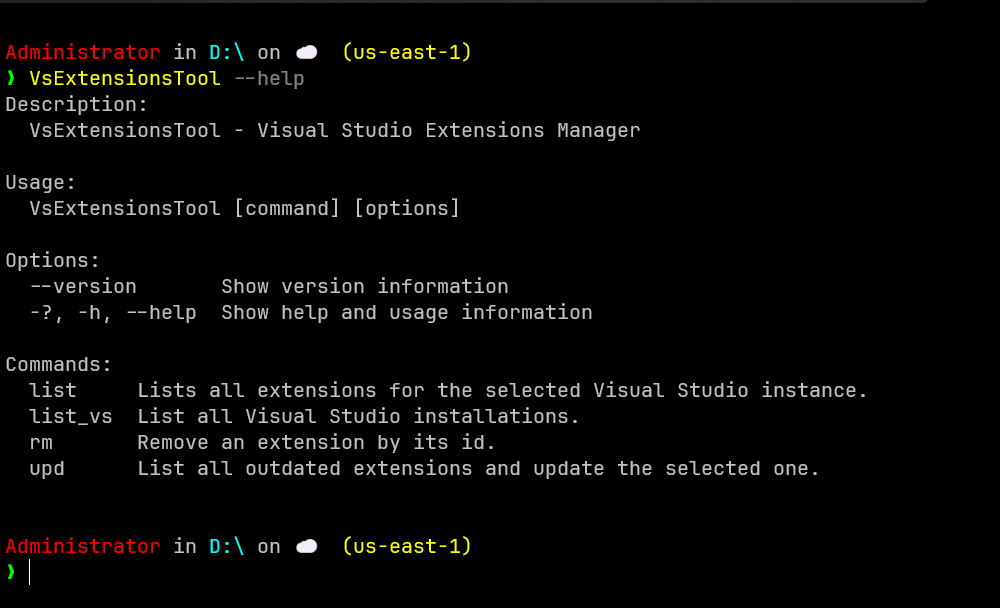 Administrator in D:\ on ☁ (us-east-1)
❯ VsExtensionsTool --help
Description:
  VsExtensionsTool - Visual Studio Extensions Manager

Usage:
  VsExtensionsTool [command] [options]

Options:
  --version       Show version information
  -?, -h, --help  Show help and usage information

Commands:
  list     Lists all extensions for the selected Visual Studio instance.
  list_vs  List all Visual Studio installations.
  rm       Remove an extension by its id.
  upd      List all outdated extensions and update the selected one.

Administrator in D:\ on ☁ (us-east-1)
❯